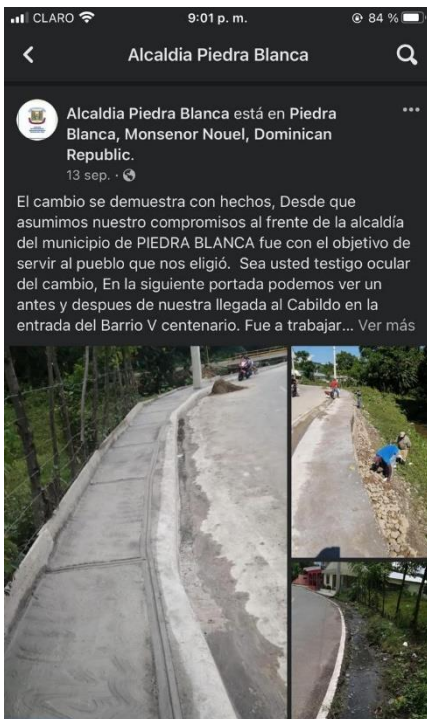 CLARO 9:01 p. m. 84 %
Alcaldia Piedra Blanca
Alcaldia Piedra Blanca está en Piedra
Blanca, Monsenor Nouel, Dominican
Republic.
13 sep. ·
El cambio se demuestra con hechos, Desde que
asumimos nuestro compromisos al frente de la alcaldía
del municipio de PIEDRA BLANCA fue con el objetivo de
servir al pueblo que nos eligió. Sea usted testigo ocular
del cambio, En la siguiente portada podemos ver un
antes y despues de nuestra llegada al Cabildo en la
entrada del Barrio V centenario. Fue a trabajar... Ver más